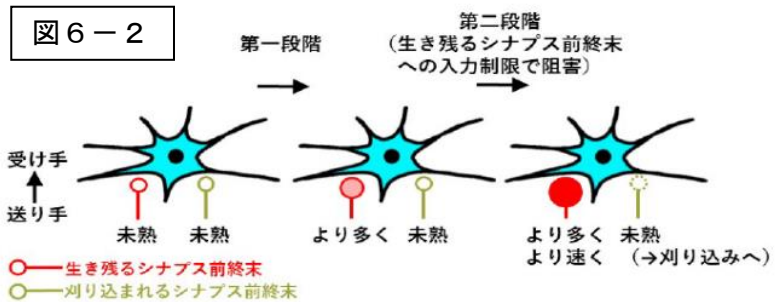 図６－２
第一段階
第二段階
（生き残るシナプス前終末
への入力制限で阻害）
受け手
送り手
未熟 未熟
より多く 未熟
より多く 未熟
より速く （→刈り込みへ）
生き残るシナプス前終末
刈り込まれるシナプス前終末